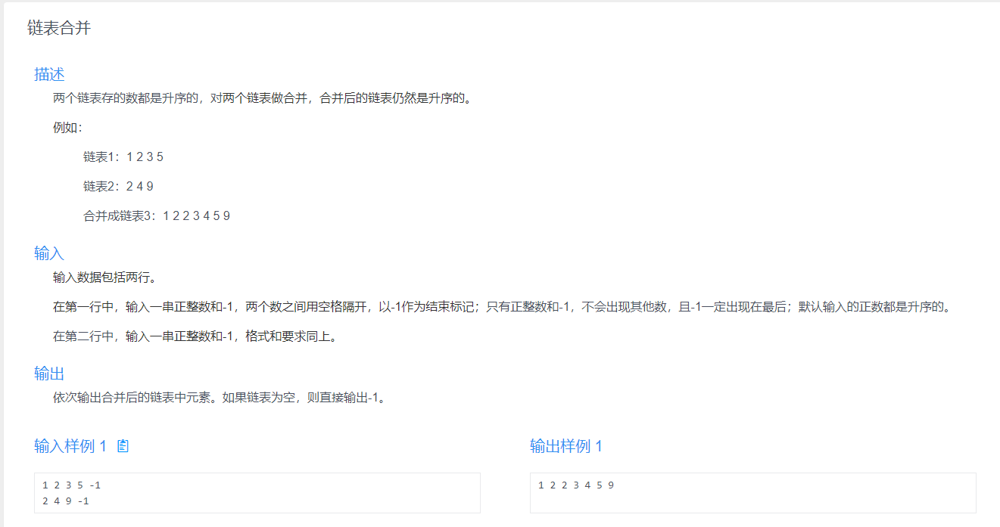 链表合并
描述
两个链表存的数都是升序的，对两个链表做合并，合并后的链表仍然是升序的。
例如：
链表1：1 2 3 5
链表2：2 4 9
合并成链表3：1 2 2 3 4 5 9
输入
输入数据包括两行。
在第一行中，输入一串正整数和-1，两个数之间用空格隔开，以-1作为结束标记；只有正整数和-1，不会出现其他数，且-1一定出现在最后；默认输入的正数都是升序的。
在第二行中，输入一串正整数和-1，格式和要求同上。
输出
依次输出合并后的链表中元素。如果链表为空，则直接输出-1。
输入样例 1
1 2 3 5 -1
2 4 9 -1
输出样例 1
1 2 2 3 4 5 9